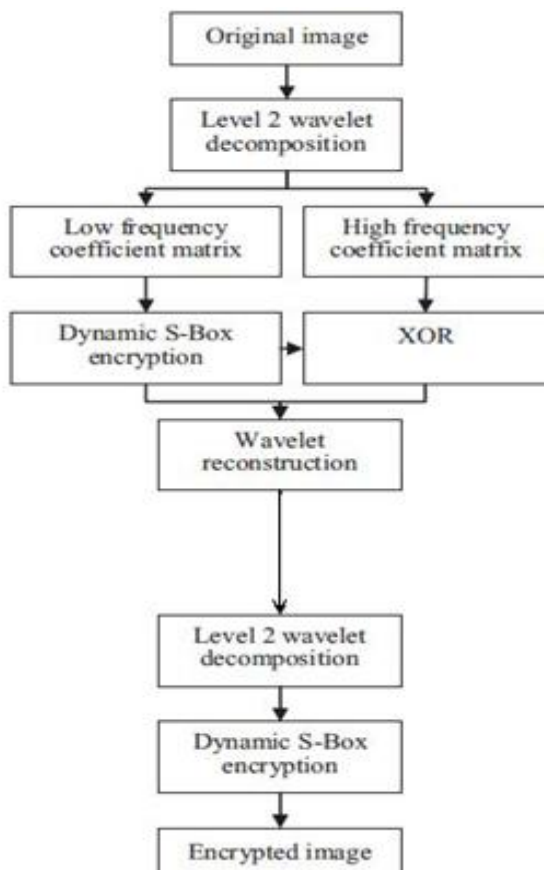 Original image
Level 2 wavelet
decomposition
Low frequency
coefficient matrix
High frequency
coefficient matrix
Dynamic S-Box
encryption
XOR
Wavelet
reconstruction
Level 2 wavelet
decomposition
Dynamic S-Box
encryption
Encrypted image